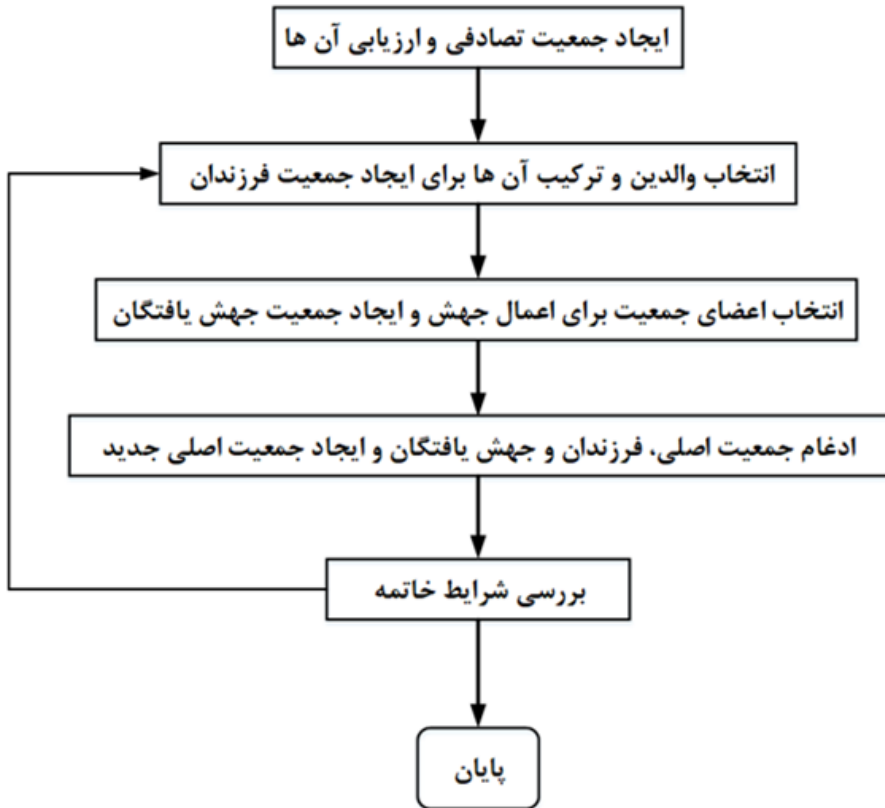 ایجاد جمعیت تصادفی و ارزیابی آن ها
انتخاب والدین و ترکیب آن ها برای ایجاد جمعیت فرزندان
انتخاب اعضای جمعیت برای اعمال جهش و ایجاد جمعیت جهش یافتگان
ادغام جمعیت اصلی، فرزندان و جهش یافتگان و ایجاد جمعیت اصلی جدید
بررسی شرایط خاتمه
پایان